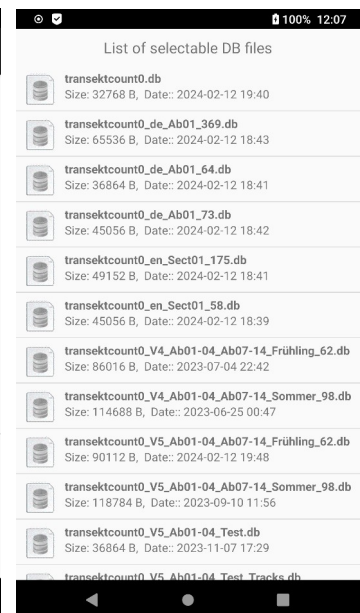 100% 12:07
List of selectable DB files
transektcount0.db
Size: 32768 B, Date:: 2024-02-12 19:40
transektcount0_de_Ab01_369.db
Size: 65536 B, Date:: 2024-02-12 18:43
transektcount0_de_Ab01_64.db
Size: 36864 B, Date:: 2024-02-12 18:41
transektcount0_de_Ab01_73.db
Size: 45056 B, Date:: 2024-02-12 18:42
transektcount0_en_Sect01_175.db
Size: 49152 B, Date:: 2024-02-12 18:41
transektcount0_en_Sect01_58.db
Size: 45056 B, Date:: 2024-02-12 18:39
transektcount0_V4_Ab01-04_Ab07-14_Frühling_62.db
Size: 86016 B, Date:: 2023-07-04 22:42
transektcount0_V4_Ab01-04_Ab07-14_Sommer_98.db
Size: 114688 B, Date:: 2023-06-25 00:47
transektcount0_V5_Ab01-04_Ab07-14_Frühling_62.db
Size: 90112 B, Date:: 2024-02-12 19:48
transektcount0_V5_Ab01-04_Ab07-14_Sommer_98.db
Size: 118784 B, Date:: 2023-09-10 11:56
transektcount0_V5_Ab01-04_Test.db
Size: 36864 B, Date:: 2023-11-07 17:29
transektcount0_V5_Ab01-04_Test_Tracks.db